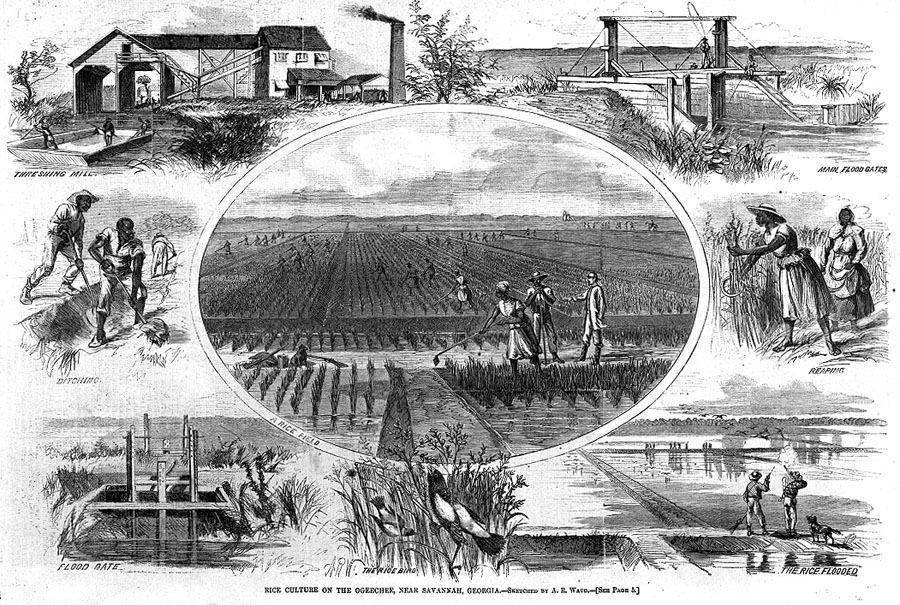 THRESHING MILL.
MAIN FLOOD GATES
DITCHING.
REAPING
A RICE FIELD
FLOOD GATE
THE RICE BIRD
THE RICE FLOODED
RICE CULTURE ON THE OGEECHEE, NEAR SAVANNAH, GEORGIA.—SKETCHED BY A. R. WAUD.—[SEE PAGE 5.]